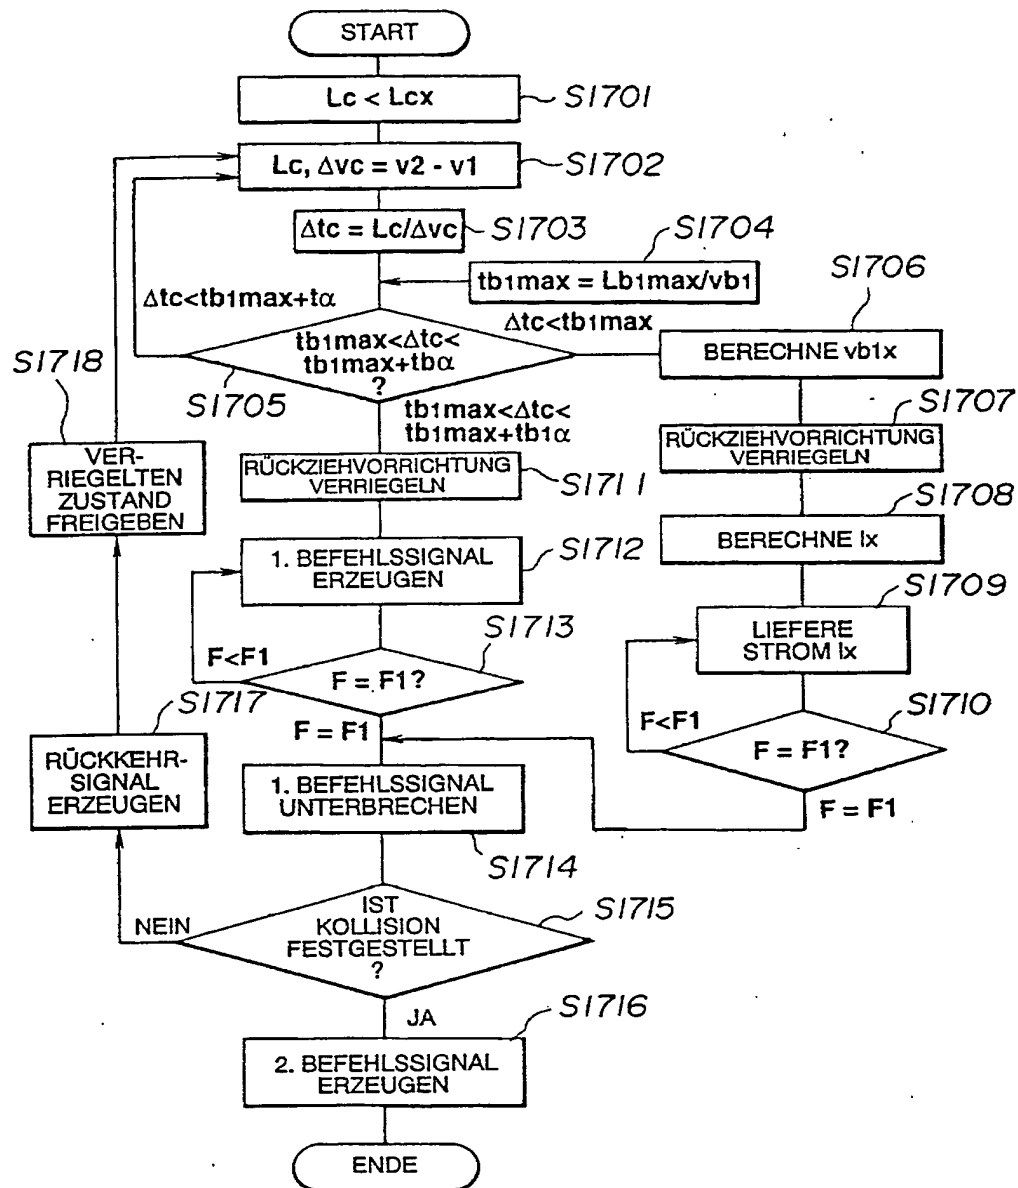 START
Lc < Lcx
S1701
Lc, Δvc = v2 - v1
S1702
Δtc = Lc/Δvc
S1703
S1704
tb1max = Lb1max/vb1
S1706
Δtc<tb1max+tα
Δtc<tb1max
tb1max<Δtc<
tb1max+tbα
?
BERECHNE vb1x
S1718
S1705
tb1max<Δtc<
tb1max+tb1α
S1707
RÜCKZIEHVORRICHTUNG
VERRIEGELN
VER-
RIEGELTEN
ZUSTAND
FREIGEBEN
RÜCKZIEHVORRICHTUNG
VERRIEGELN
S1711
S1708
BERECHNE Ix
1. BEFEHLSSIGNAL
ERZEUGEN
S1712
S1709
LIEFERE
STROM Ix
S1713
F<F1
F = F1?
S1717
F = F1
S1710
F<F1
F = F1?
F = F1
RÜCKKEHR-
SIGNAL
ERZEUGEN
1. BEFEHLSSIGNAL
UNTERBRECHEN
S1714
NEIN
IST
KOLLISION
FESTGESTELLT
?
S1715
JA
S1716
2. BEFEHLSSIGNAL
ERZEUGEN
ENDE